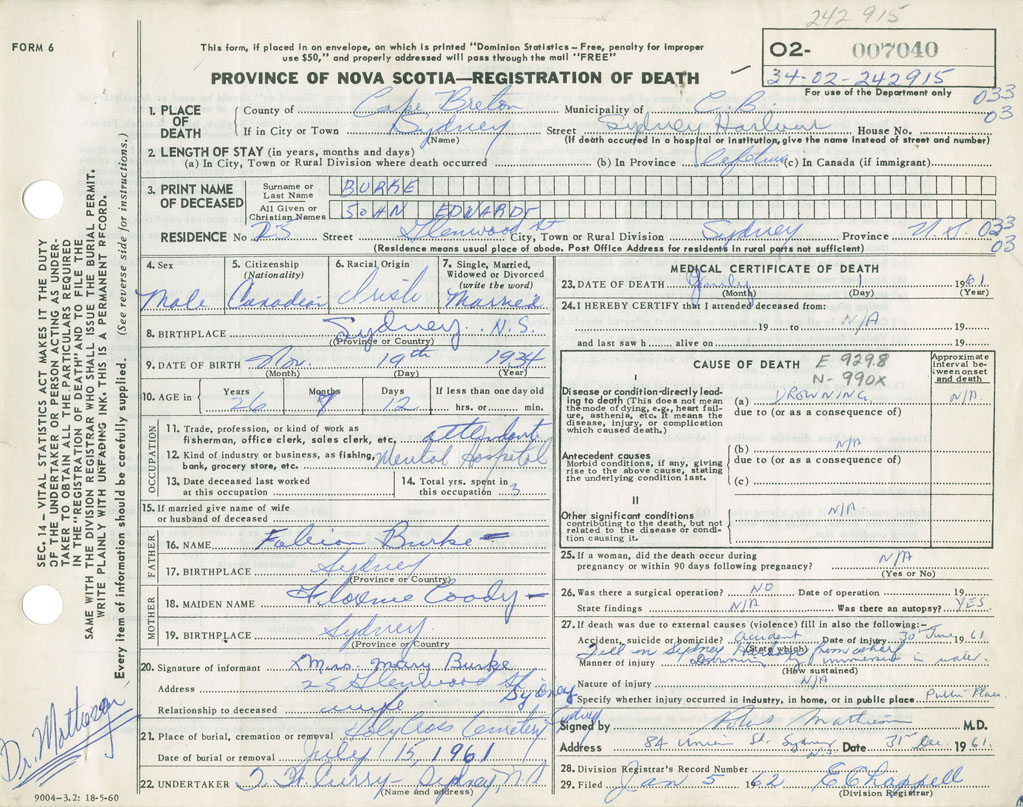 242 915
FORM 6
This form, if placed in an envelope, on which is printed "Dominion Statistics – Free, penalty for improper
use $50," and properly addressed will pass through the mail "FREE"
PROVINCE OF NOVA SCOTIA—REGISTRATION OF DEATH
O2- 007040
34-02-242915
For use of the Department only
033
03
1. PLACE OF DEATH
County of Cape Breton Municipality of C.B.
If in City or Town Sydney Street Sydney Harbour House No.
(Name) (If death occurred in a hospital or institution, give the name instead of street and number)
2. LENGTH OF STAY (in years, months and days)
(a) In City, Town or Rural Division where death occurred (b) In Province Lifetime (c) In Canada (if immigrant)
3. PRINT NAME OF DECEASED
Surname or Last Name BURKE
All Given or Christian Names JOHN EDWARD
RESIDENCE No 25 Street Glenwood St City, Town or Rural Division Sydney Province N.S. 033
03
(Residence means usual place of abode. Post Office Address for residents in rural parts not sufficient)
4. Sex Male
5. Citizenship (Nationality) Canadian
6. Racial Origin Irish
7. Single, Married, Widowed or Divorced (write the word) Married
8. BIRTHPLACE Sydney, N.S.
(Province or Country)
9. DATE OF BIRTH Nov. 19th 1934
(Month) (Day) (Year)
10. AGE in Years 26 Months Days 12 If less than one day old hrs. or min.
OCCUPATION
11. Trade, profession, or kind of work as
fisherman, office clerk, sales clerk, etc, attendant
12. Kind of industry or business, as fishing,
bank, grocery store, etc. Mental Hospital
13. Date deceased last worked
at this occupation
14. Total yrs. spent in
this occupation 3
15. If married give name of wife
or husband of deceased
FATHER
16. NAME Fabian Burke
17. BIRTHPLACE Sydney
(Province or Country)
MOTHER
18. MAIDEN NAME Coady
19. BIRTHPLACE Sydney
(Province or Country)
20. Signature of informant x Mrs. Mary Burke
Address 25 Glenwood St. Sydney
Relationship to deceased wife
21. Place of burial, cremation or removal Holy Cross Cemetery Sydney
Date of burial or removal July 15, 1961
22. UNDERTAKER Curry - Sydney, N.S
(Name and address)
9004-3.2: 18-5-60
MEDICAL CERTIFICATE OF DEATH
23. DATE OF DEATH July 1 1961
(Month) (Day) (Year)
24. I HEREBY CERTIFY that I attended deceased from:
19 to N/A 19
and last saw h alive on 19
CAUSE OF DEATH E 929.8
N-990X
Approximate interval between onset and death
I
Disease or condition directly leading to death (This does not mean
the mode of dying, e.g., heart failure, asthenia, etc. It means the
disease, injury, or complication
which caused death.)
(a) DROWNING N/A
due to (or as a consequence of)
Antecedent causes
Morbid conditions, if any, giving
rise to the above cause, stating
the underlying condition last.
(b) N/A
due to (or as a consequence of)
(c)
II
Other significant conditions
contributing to the death, but not
related to the disease or condition causing it.
N/A
25. If a woman, did the death occur during
pregnancy or within 90 days following pregnancy? N/A
(Yes or No)
26. Was there a surgical operation? NO Date of operation 19
State findings N/A Was there an autopsy? YES
27. If death was due to external causes (violence) fill in also the following:-
Accident, suicide or homicide? accident Date of injury 30 June 1961
(State which)
Fell in Sydney Harbour from wharf
Manner of injury Drowning by immersed in water.
(How sustained)
Nature of injury N/A
Specify whether injury occurred in industry, in home, or in public place Public Place
Signed by M.D.
Address 84 Union St. Sydney N.S. Date 31st Dec. 1961.
28. Division Registrar's Record Number
29. Filed Jan 5 1962 E Chappell
(Division Registrar)
SEC. 14 – VITAL STATISTICS ACT MAKES IT THE DUTY
OF THE UNDERTAKER OR PERSON ACTING AS UNDERTAKER TO OBTAIN ALL THE PARTICULARS REQUIRED
IN THE "REGISTRATION OF DEATH" AND TO FILE THE
SAME WITH THE DIVISION REGISTRAR WHO SHALL ISSUE THE BURIAL PERMIT.
WRITE PLAINLY WITH UNFADING INK. THIS IS A PERMANENT RECORD.
Every item of information should be carefully supplied. (See reverse side for instructions.)
Dr. Matheson